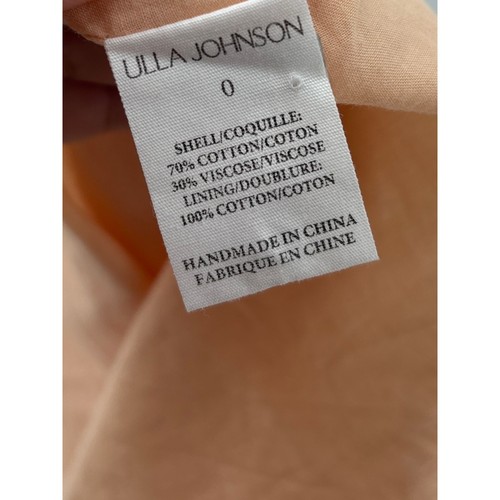 ULLA JOHNSON
0
SHELL/COQUILLE:
70% COTTON/COTON
30% VISCOSE/VISCOSE
LINING/DOUBLURE:
100% COTTON/COTON
HANDMADE IN CHINA
FABRIQUE EN CHINE